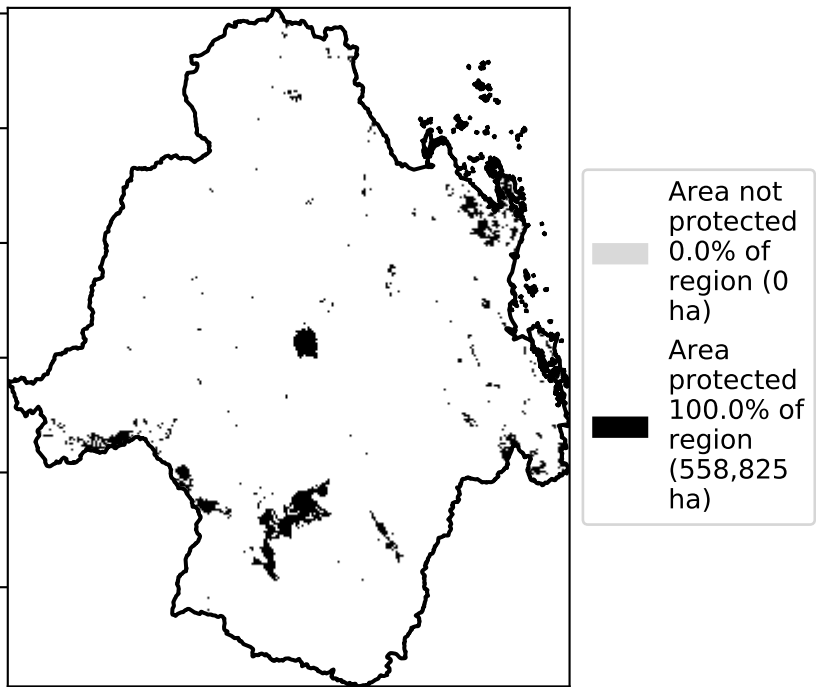 Area not
protected
0.0% of
region (0
ha)
Area
protected
100.0% of
region
(558,825
ha)